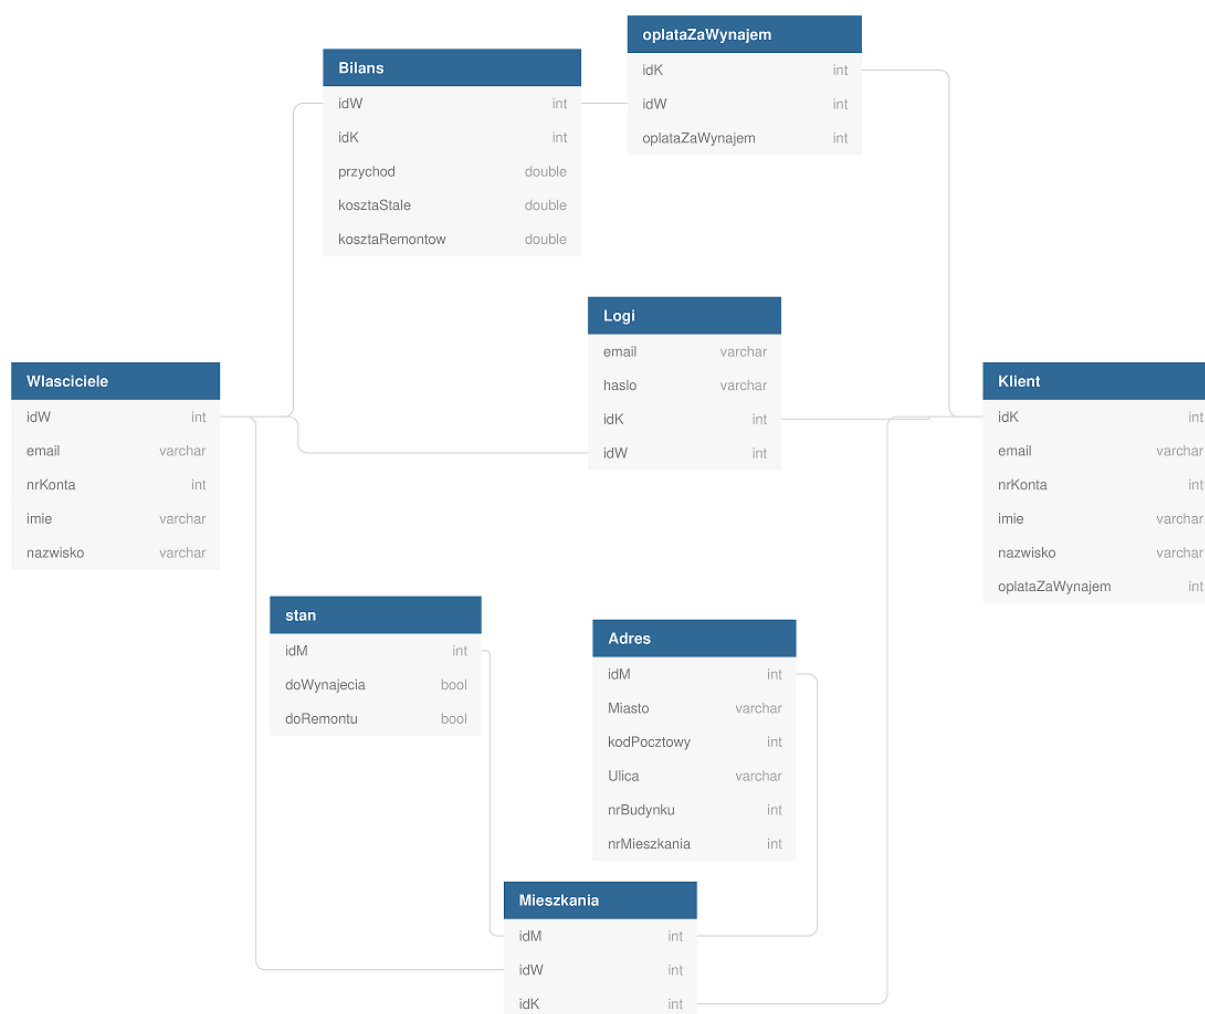 oplataZaWynajem
idK int
idW int
oplataZaWynajem int
Bilans
idW int
idK int
przychod double
kosztaStale double
kosztaRemontow double
Logi
email varchar
haslo varchar
idK int
idW int
Wlasciciele
idW int
email varchar
nrKonta int
imie varchar
nazwisko varchar
Klient
idK int
email varchar
nrKonta int
imie varchar
nazwisko varchar
oplataZaWynajem int
stan
idM int
doWynajecia bool
doRemontu bool
Adres
idM int
Miasto varchar
kodPocztowy int
Ulica varchar
nrBudynku int
nrMieszkania int
Mieszkania
idM int
idW int
idK int